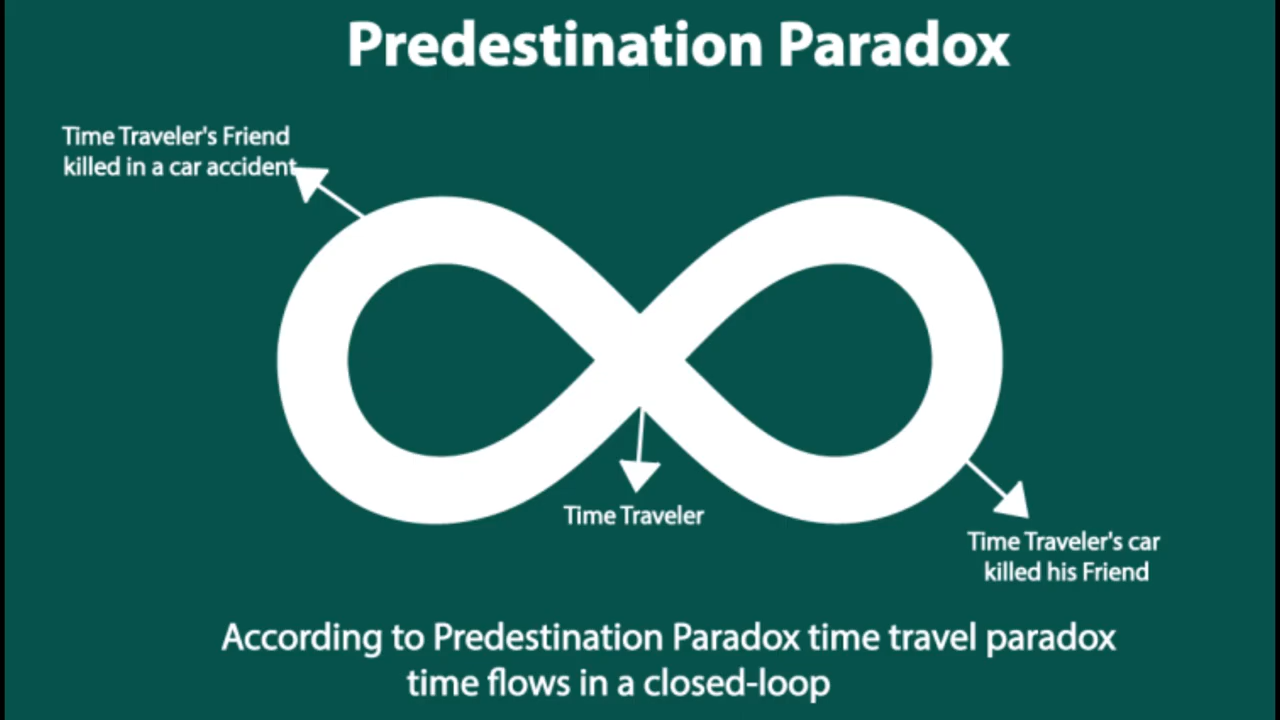 Predestination Paradox
Time Traveler's Friend
killed in a car accident
Time Traveler
Time Traveler's car
killed his Friend
According to Predestination Paradox time travel paradox
time flows in a closed-loop